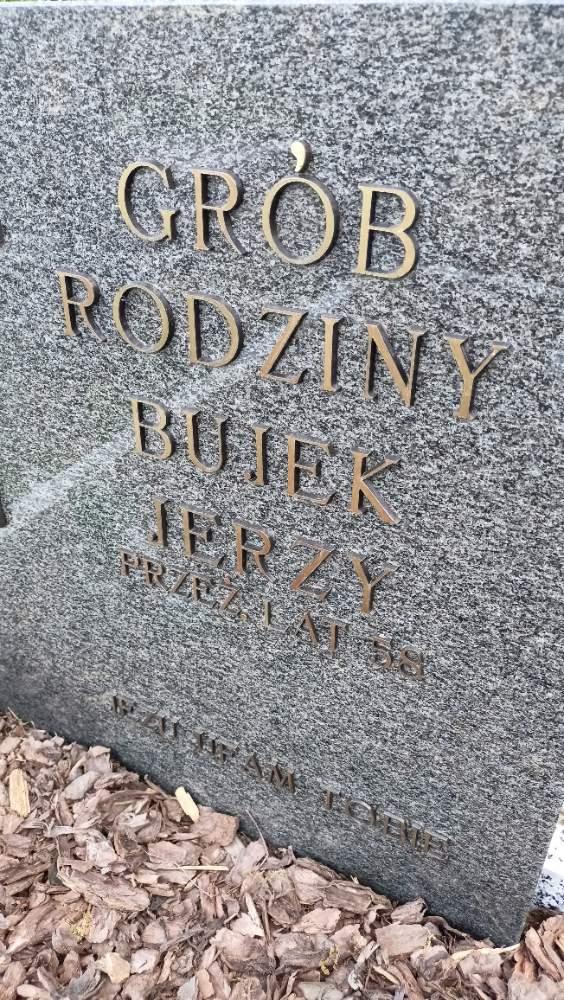 GRÓB
RODZINY
BUJEK
JERZY
PRZEŻ. LAT 58
JEZU UFAM TOBIE